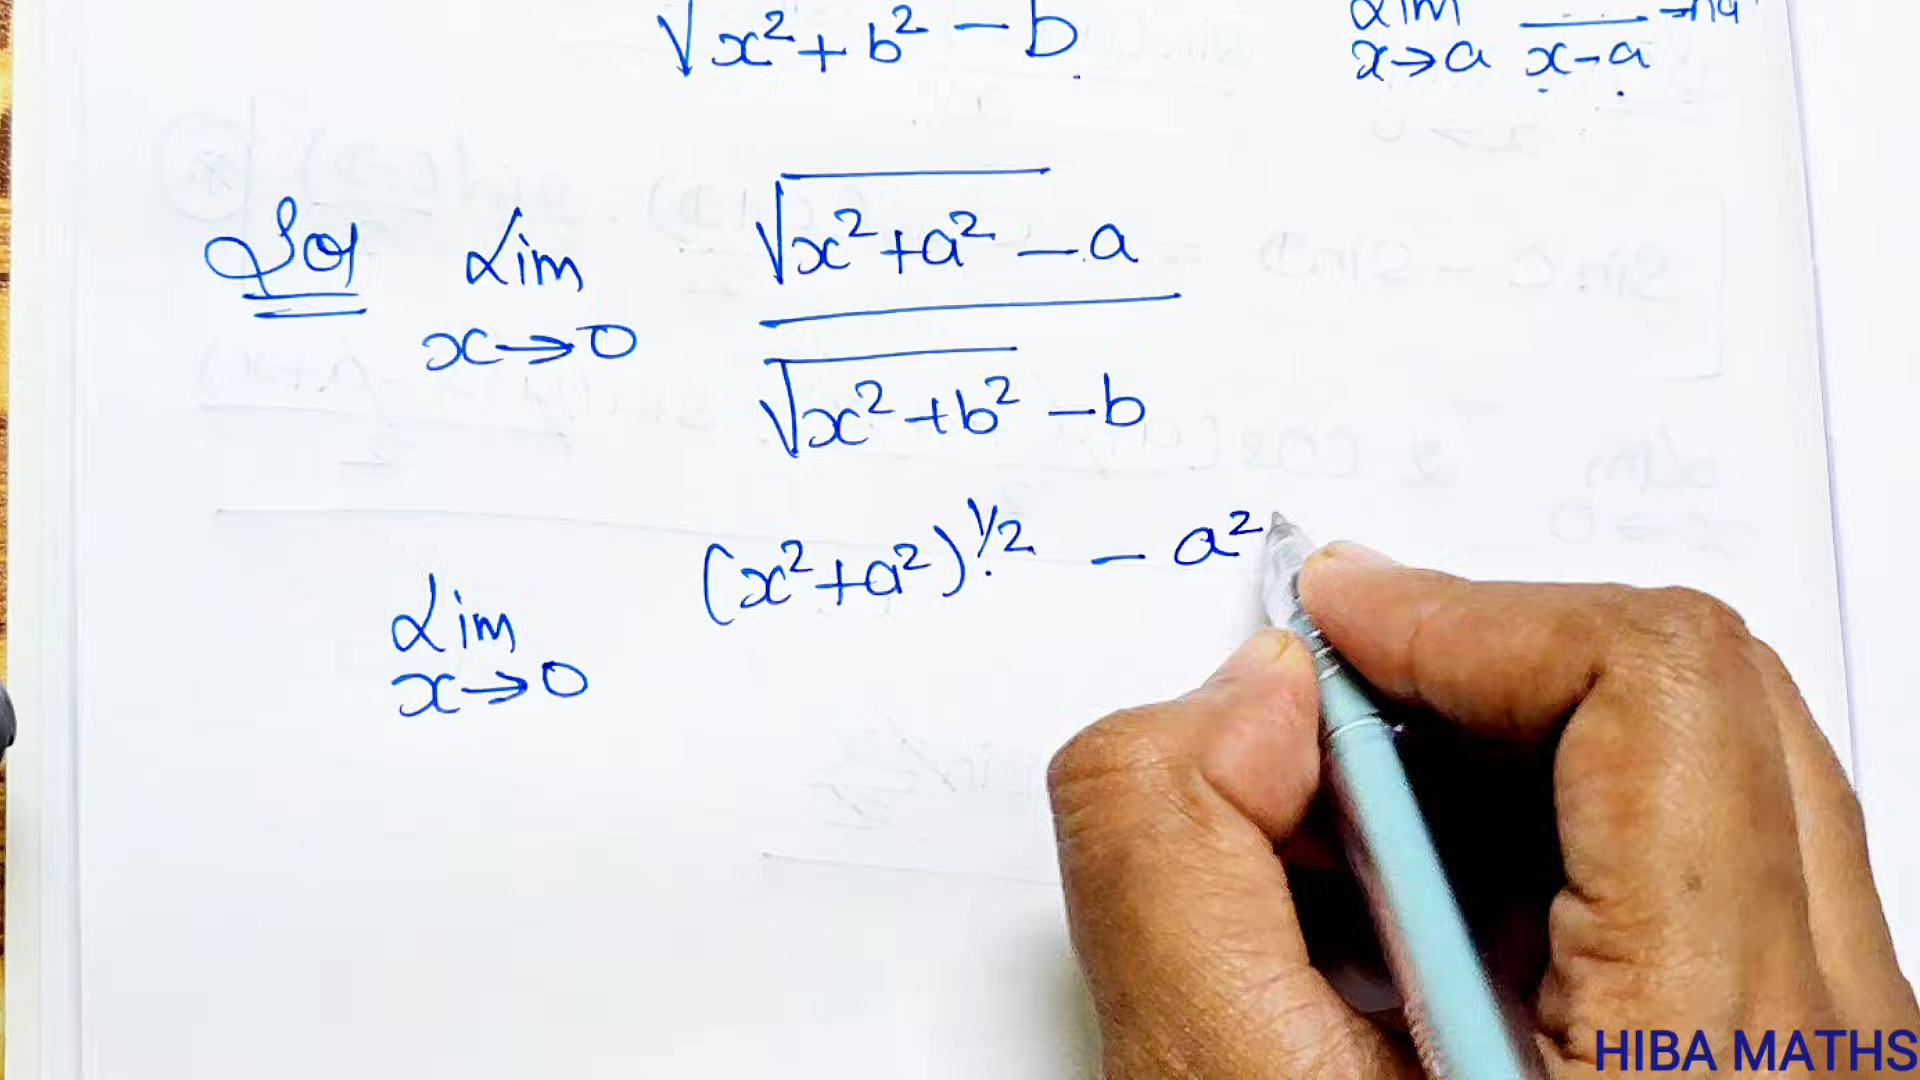 √x²+b² - b
Lim
x→a x-a
Sol Lim √x²+a² - a
x→0 √x²+b² - b
Lim (x²+a²)^1/2 - a²
x→0
HIBA MATHS